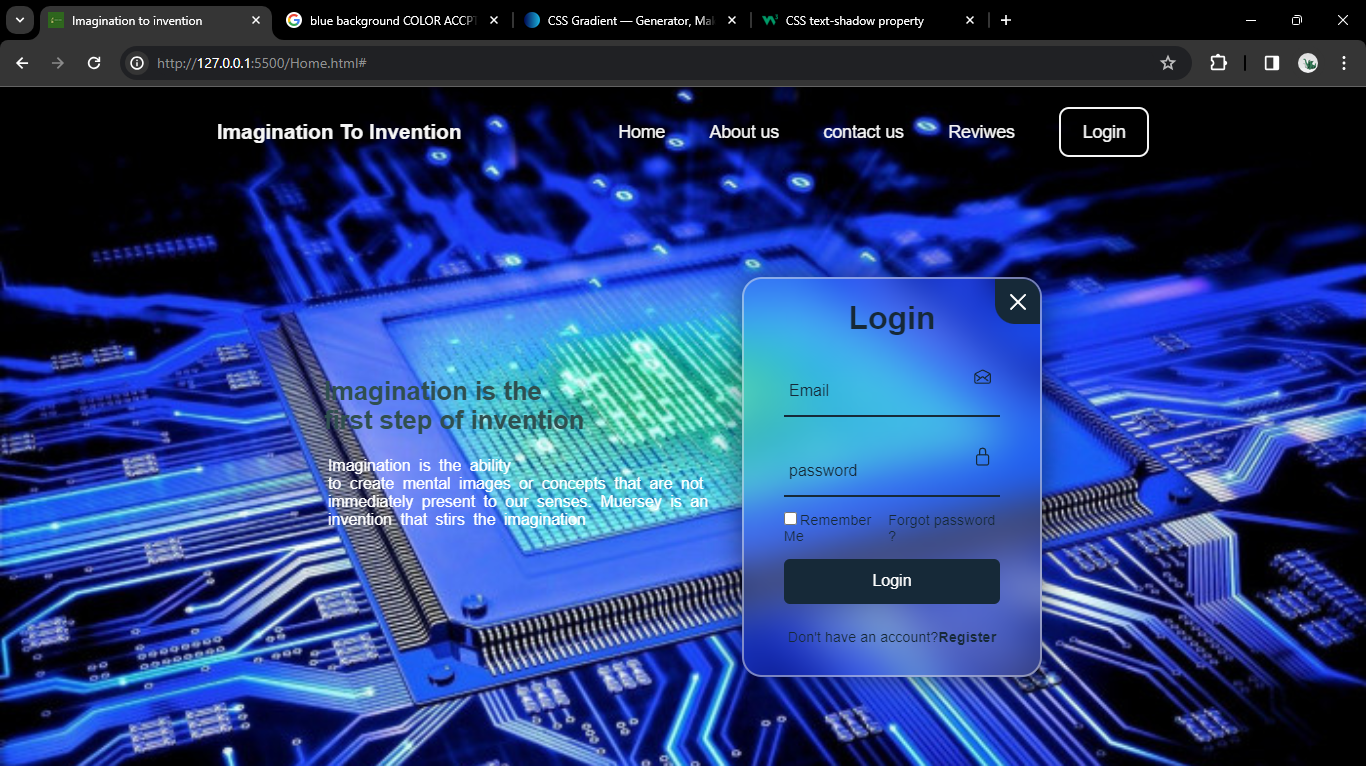 Imagination to invention
blue background COLOR ACCPT
CSS Gradient — Generator, Mak
CSS text-shadow property
http://127.0.0.1:5500/Home.html#
Imagination To Invention
Home
About us
contact us
Reviwes
Login
Imagination is the
first step of invention
Imagination is the ability
to create mental images or concepts that are not
immediately present to our senses. Muersey is an
invention that stirs the imagination
Login
Email
password
Remember
Me
Forgot password
?
Login
Don't have an account?Register